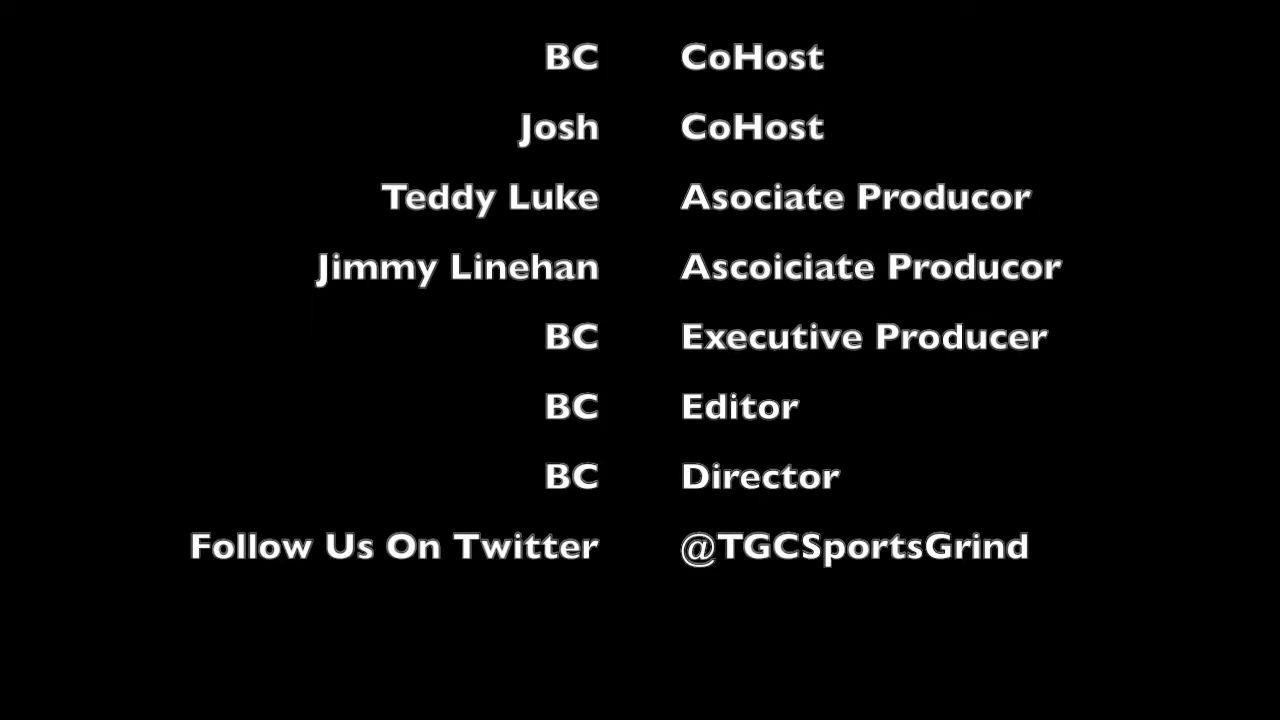 BC CoHost
Josh CoHost
Teddy Luke Asociate Producor
Jimmy Linehan Ascoiciate Producor
BC Executive Producer
BC Editor
BC Director
Follow Us On Twitter @TGCSportsGrind